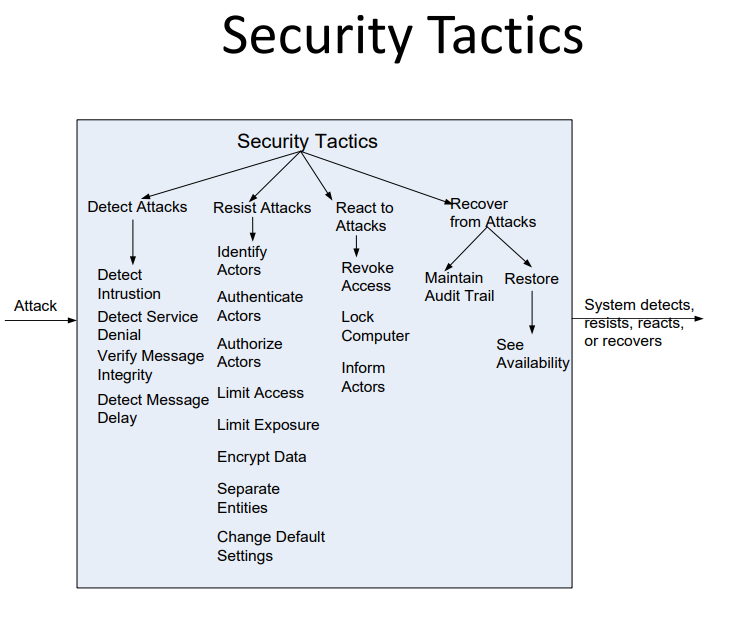 Security Tactics
Security Tactics
Detect Attacks
Resist Attacks
React to
Attacks
Recover
from Attacks
Detect
Intrustion
Detect Service
Denial
Verify Message
Integrity
Detect Message
Delay
Identify
Actors
Authenticate
Actors
Authorize
Actors
Limit Access
Limit Exposure
Encrypt Data
Separate
Entities
Change Default
Settings
Revoke
Access
Lock
Computer
Inform
Actors
Maintain
Audit Trail
Restore
See
Availability
Attack
System detects,
resists, reacts,
or recovers